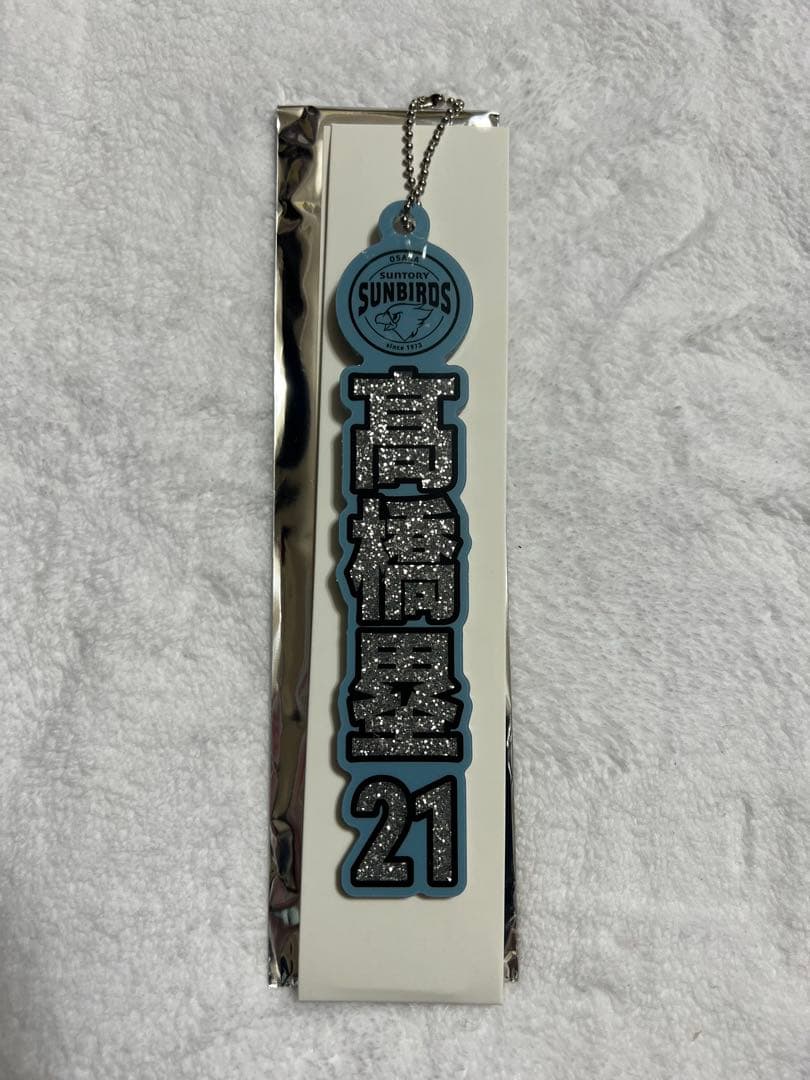 OSAKA
SUNTORY
SUNBIRDS
since 1973
髙橋塁
21